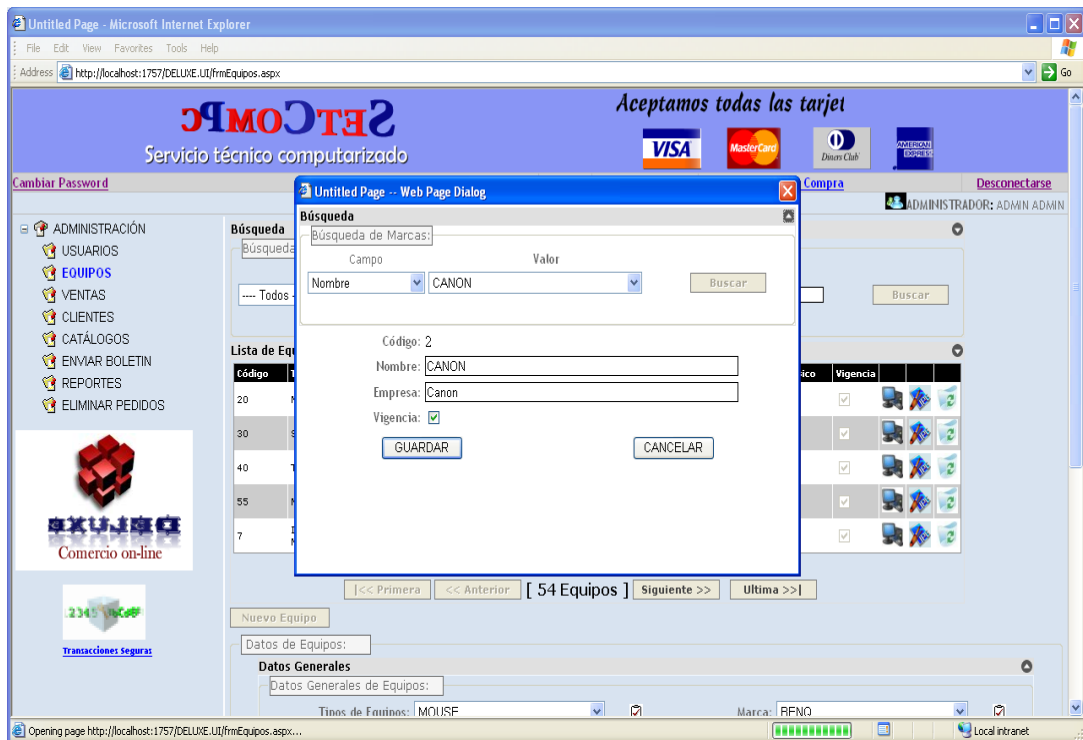 Untitled Page - Microsoft Internet Explorer
File Edit View Favorites Tools Help
Address http://localhost:1757/DELUXE.UI/frmEquipos.aspx Go
SETCOMPC
Servicio técnico computarizado
Aceptamos todas las tarjet
VISA MasterCard Diners Club AMERICAN EXPRESS
Cambiar Password Compra Desconectarse
ADMINISTRADOR: ADMIN ADMIN
ADMINISTRACIÓN
USUARIOS
EQUIPOS
VENTAS
CLIENTES
CATÁLOGOS
ENVIAR BOLETIN
REPORTES
ELIMINAR PEDIDOS
DELUXE
Comercio on-line
Transacciones Seguras
Búsqueda
Búsqueda
---- Todos - Buscar
Lista de Equ
Código Vigencia
20
30
40
55
7
Untitled Page -- Web Page Dialog
Búsqueda
Búsqueda de Marcas:
Campo Valor
Nombre CANON Buscar
Código: 2
Nombre: CANON
Empresa: Canon
Vigencia:
GUARDAR CANCELAR
|<< Primera << Anterior [ 54 Equipos ] Siguiente >> Ultima >>|
Nuevo Equipo
Datos de Equipos:
Datos Generales
Datos Generales de Equipos:
Tipos de Equipos: MOUSE Marca: BENQ
Opening page http://localhost:1757/DELUXE.UI/frmEquipos.aspx... Local intranet